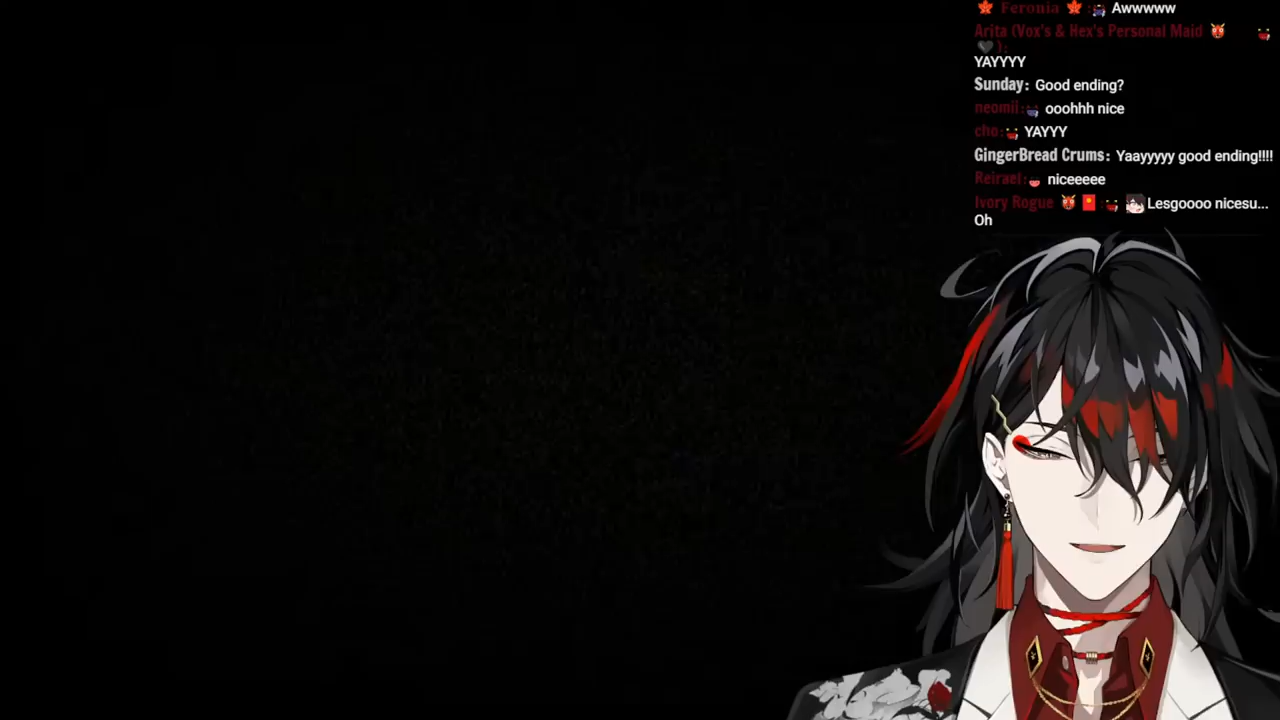 Feronia : Awwwww
Arita (Vox's & Hex's Personal Maid
):
YAYYYY
Sunday: Good ending?
neomii: ooohhh nice
cho: YAYYY
GingerBread Crums: Yaayyyyy good ending!!!!
Reirael: niceeeee
Ivory Rogue : Lesgoooo nicesu...
Oh